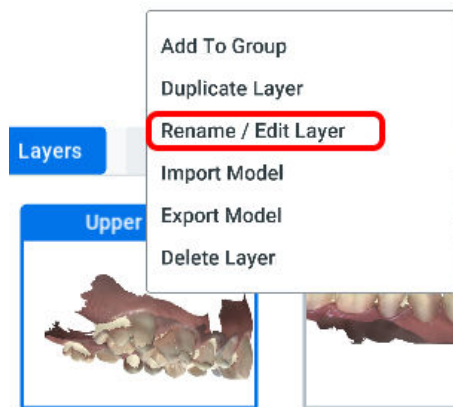 Add To Group
Duplicate Layer
Rename / Edit Layer
Import Model
Export Model
Delete Layer
Layers
Upper